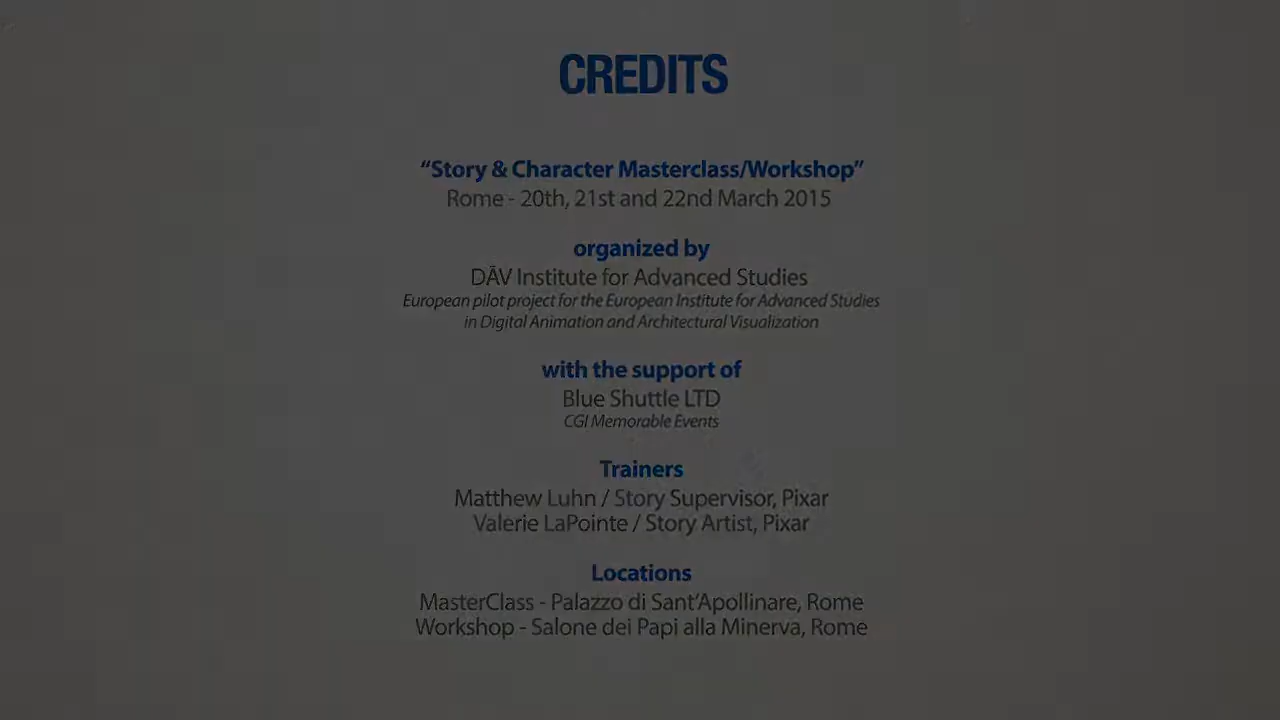 CREDITS
“Story & Character Masterclass/Workshop”
Rome - 20th, 21st and 22nd March 2015
organized by
DĀV Institute for Advanced Studies
European pilot project for the European Institute for Advanced Studies
in Digital Animation and Architectural Visualization
with the support of
Blue Shuttle LTD
CGI Memorable Events
Trainers
Matthew Luhn / Story Supervisor, Pixar
Valerie LaPointe / Story Artist, Pixar
Locations
MasterClass - Palazzo di Sant’Apollinare, Rome
Workshop - Salone dei Papi alla Minerva, Rome